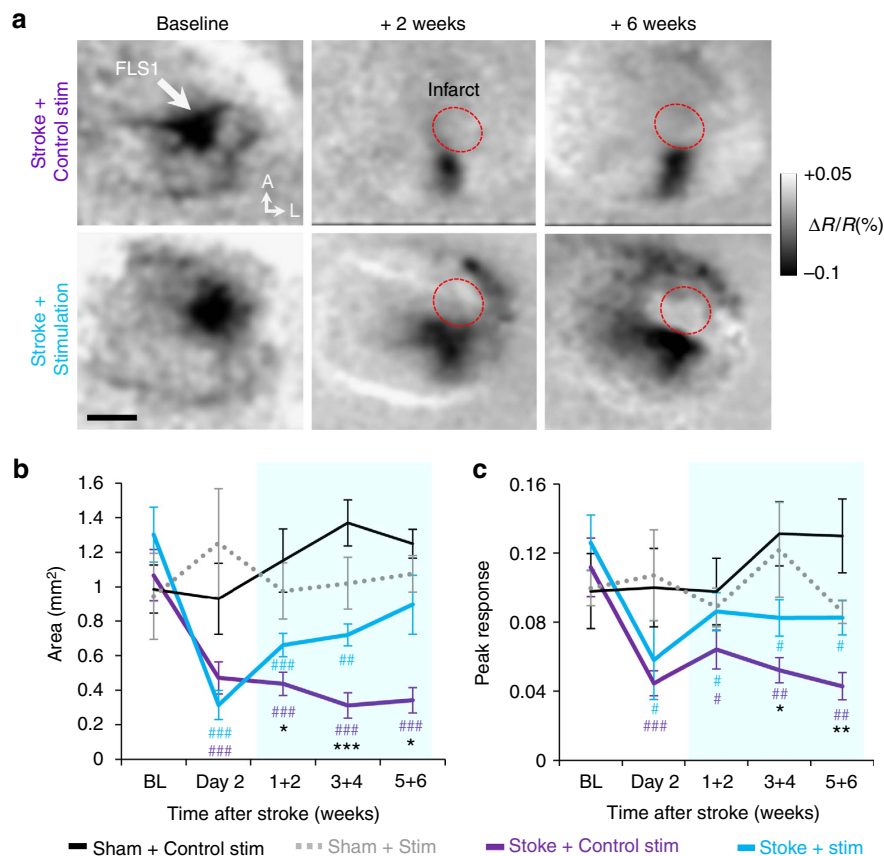 a
Baseline
+ 2 weeks
+ 6 weeks
Stroke +
Control stim
FLS1
A
L
Infarct
+0.05
ΔR/R(%)
–0.1
Stroke +
Stimulation
b
1.6
1.4
1.2
1
0.8
0.6
0.4
0.2
0
Area (mm²)
###
###
###
###
*
##
###
***
###
*
BL
Day 2
1+2
3+4
5+6
Time after stroke (weeks)
c
0.16
0.12
0.08
0.04
0
Peak response
#
###
#
#
#
##
*
#
##
**
BL
Day 2
1+2
3+4
5+6
Time after stroke (weeks)
Sham + Control stim
Sham + Stim
Stoke + Control stim
Stoke + stim